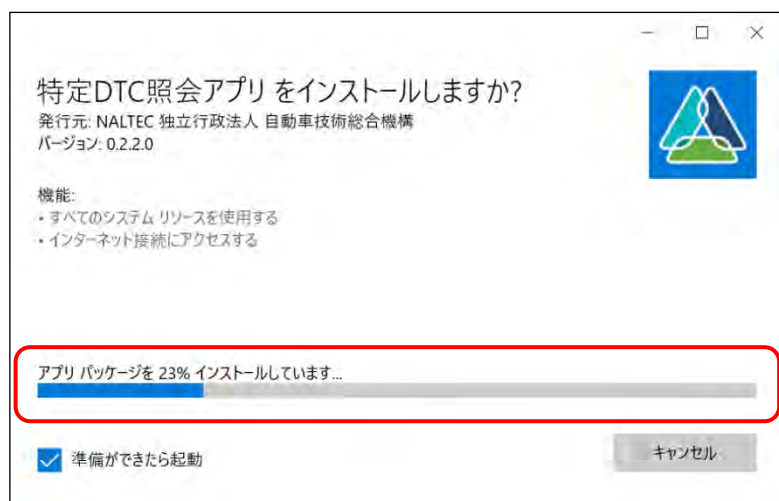 特定DTC照会アプリ をインストールしますか?
発行元: NALTEC 独立行政法人 自動車技術総合機構
バージョン: 0.2.2.0
機能:
• すべてのシステム リソースを使用する
• インターネット接続にアクセスする
アプリ パッケージを 23% インストールしています...
準備ができたら起動
キャンセル